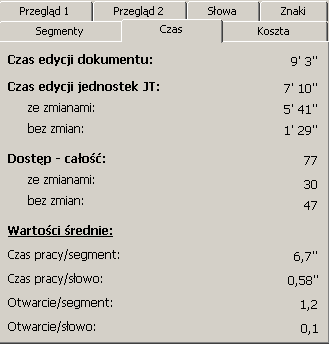 Przegląd 1 Przegląd 2 Słowa Znaki
Segmenty Czas Koszta
Czas edycji dokumentu: 9' 3"
Czas edycji jednostek JT: 7' 10"
ze zmianami: 5' 41"
bez zmian: 1' 29"
Dostęp - całość: 77
ze zmianami: 30
bez zmian: 47
Wartości średnie:
Czas pracy/segment: 6,7"
Czas pracy/słowo: 0,58"
Otwarcie/segment: 1,2
Otwarcie/słowo: 0,1